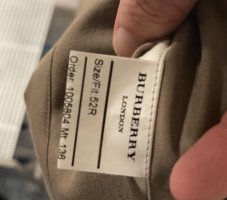 BURBERRY
LONDON
Size/Fit:52R
Order: 1005804 Mt: 136